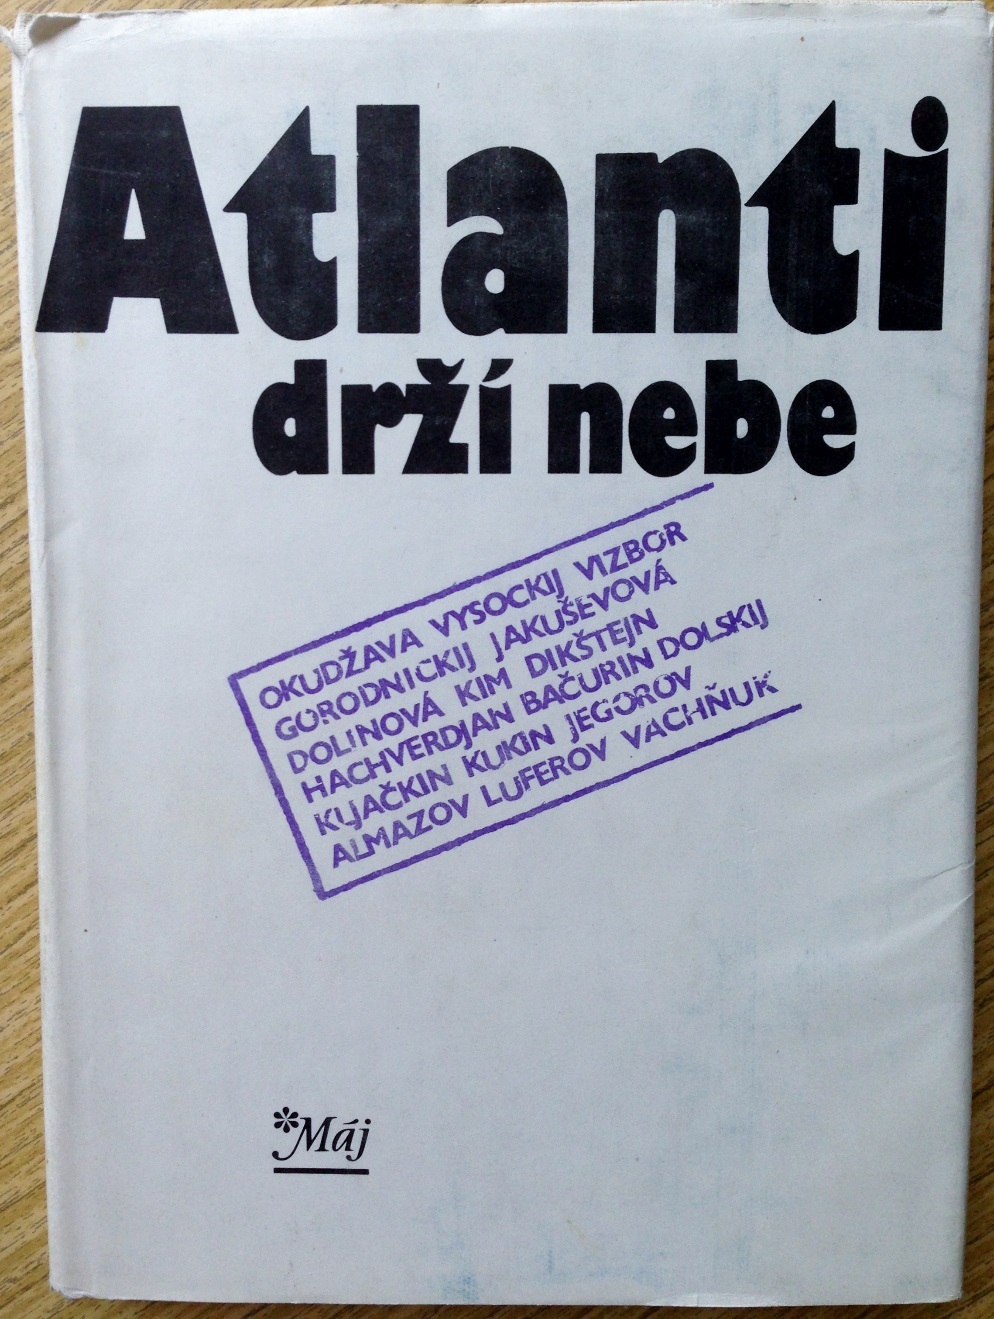 Atlanti
drží nebe
OKUDŽAVA VYSOCKIJ VIZBOR
GORODNICKIJ JAKUŠEVOVÁ
DOLINOVÁ KIM DIKŠTEJN
HACHVERDJAN BAČURIN DOLSKIJ
KLJAČKIN KUKIN JEGOROV
ALMAZOV LUFEROV VACHŇUK
*Máj